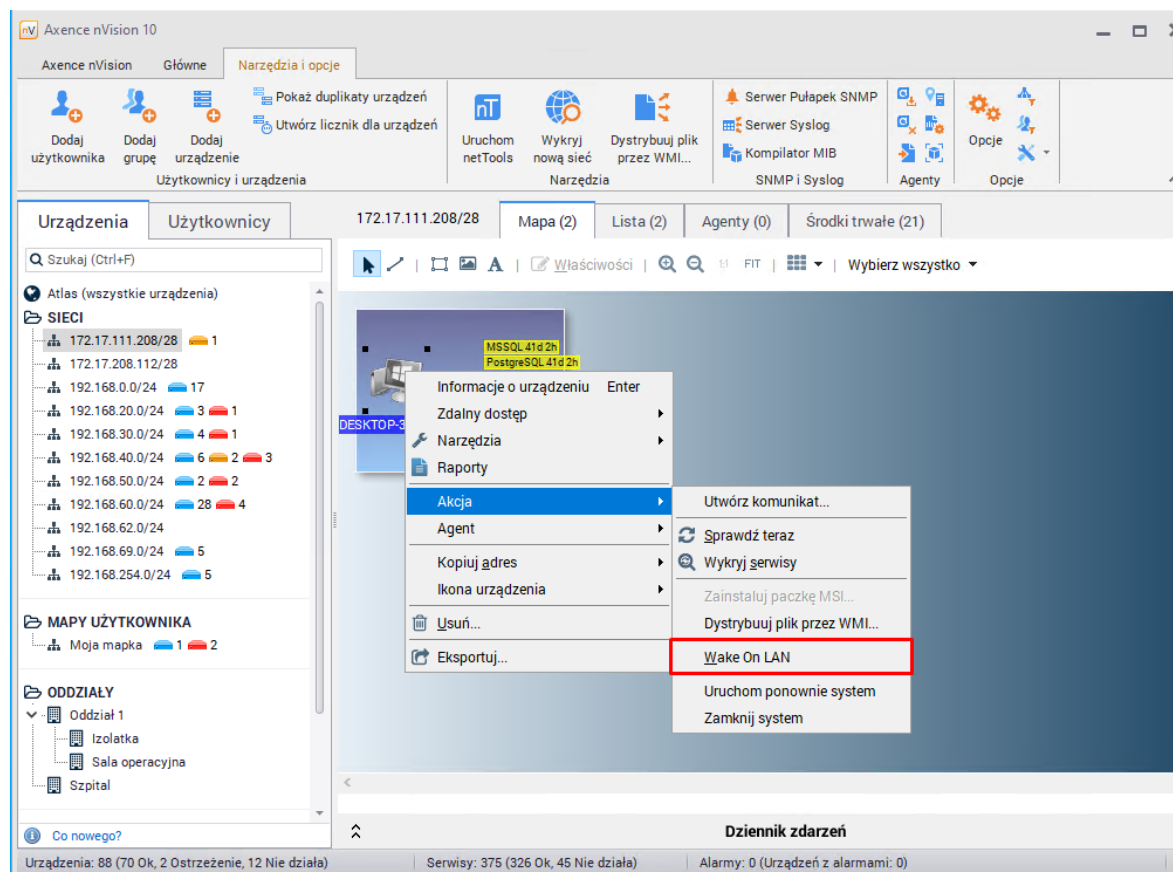 nV Axence nVision 10
Axence nVision Główne Narzędzia i opcje
Dodaj użytkownika
Dodaj grupę
Dodaj urządzenie
Pokaż duplikaty urządzeń
Utwórz licznik dla urządzeń
Użytkownicy i urządzenia
nT
Uruchom netTools
Wykryj nową sieć
Dystrybuuj plik przez WMI...
Narzędzia
Serwer Pułapek SNMP
Serwer Syslog
Kompilator MIB
SNMP i Syslog
Agenty
Opcje
Opcje
Urządzenia Użytkownicy
Szukaj (Ctrl+F)
Atlas (wszystkie urządzenia)
SIECI
172.17.111.208/28 1
172.17.208.112/28
192.168.0.0/24 17
192.168.20.0/24 3 1
192.168.30.0/24 4 1
192.168.40.0/24 6 2 3
192.168.50.0/24 2 2
192.168.60.0/24 28 4
192.168.62.0/24
192.168.69.0/24 5
192.168.254.0/24 5
MAPY UŻYTKOWNIKA
Moja mapka 1 2
ODDZIAŁY
Oddział 1
Izolatka
Sala operacyjna
Szpital
Co nowego?
172.17.111.208/28 Mapa (2) Lista (2) Agenty (0) Środki trwałe (21)
A Właściwości 1:1 FIT Wybierz wszystko
MSSQL 41d 2h
PostgreSQL 41d 2h
DESKTOP-3
Informacje o urządzeniu Enter
Zdalny dostęp
Narzędzia
Raporty
Akcja
Agent
Kopiuj adres
Ikona urządzenia
Usuń...
Eksportuj...
Utwórz komunikat...
Sprawdź teraz
Wykryj serwisy
Zainstaluj paczkę MSI...
Dystrybuuj plik przez WMI...
Wake On LAN
Uruchom ponownie system
Zamknij system
Dziennik zdarzeń
Urządzenia: 88 (70 Ok, 2 Ostrzeżenie, 12 Nie działa) Serwisy: 375 (326 Ok, 45 Nie działa) Alarmy: 0 (Urządzeń z alarmami: 0)